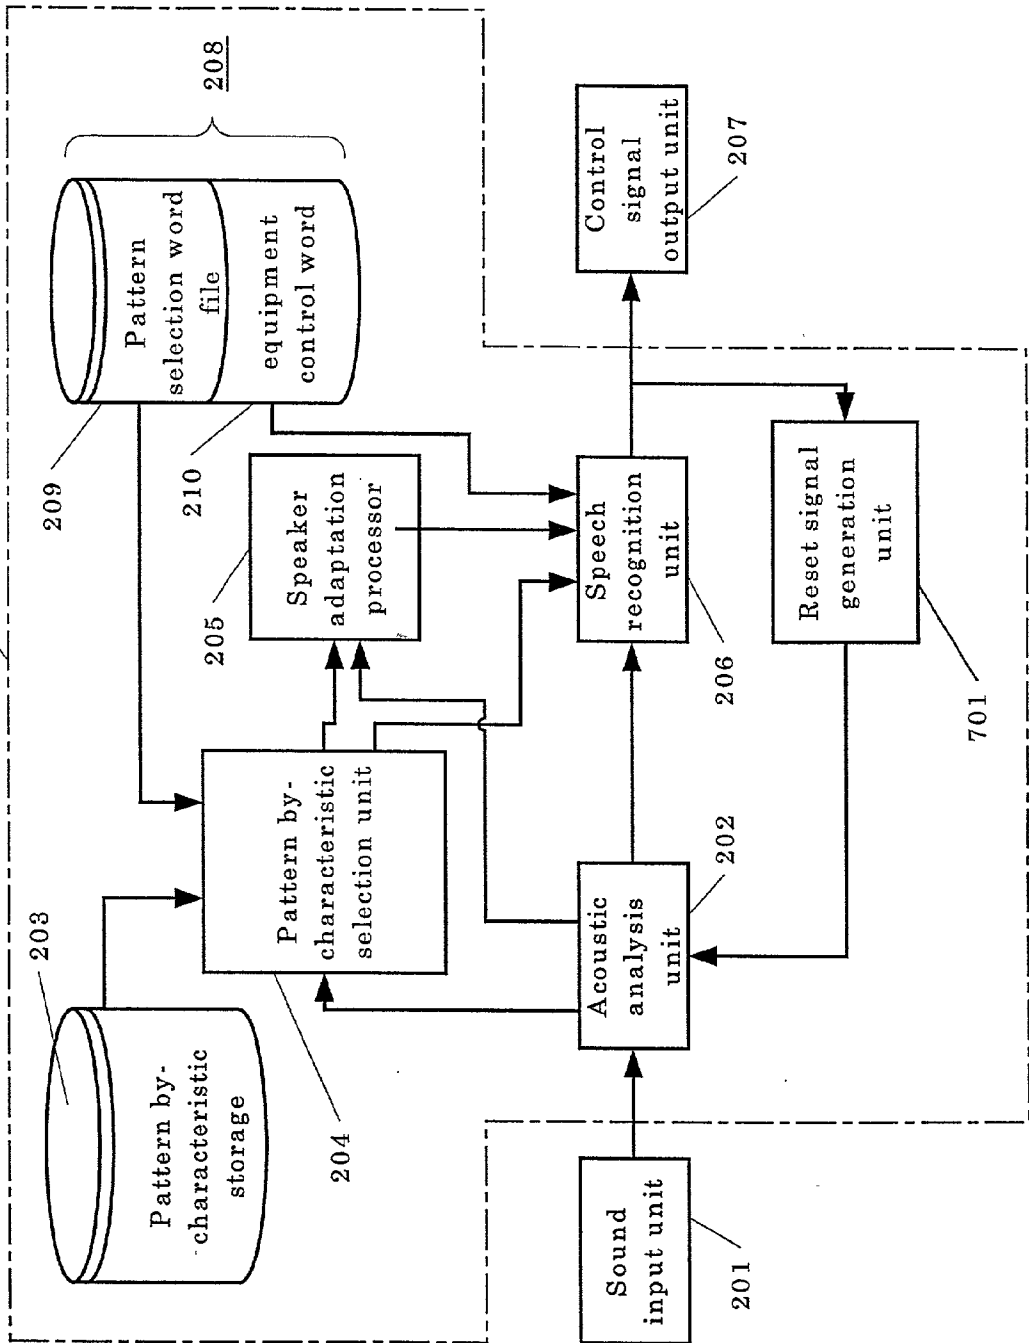 208
Pattern
selection word
file
equipment
control word
209
210
203
Pattern by-
characteristic
storage
Pattern by-
characteristic
selection unit
204
Speaker
adaptation
processor
205
Control
signal
output unit
207
Speech
recognition
unit
206
Acoustic
analysis
unit
202
Sound
input unit
201
Reset signal
generation
unit
701